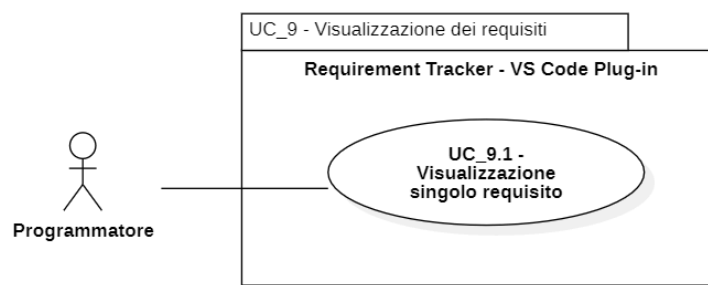 UC_9 - Visualizzazione dei requisiti
Requirement Tracker - VS Code Plug-in
UC_9.1 -
Visualizzazione
singolo requisito
Programmatore